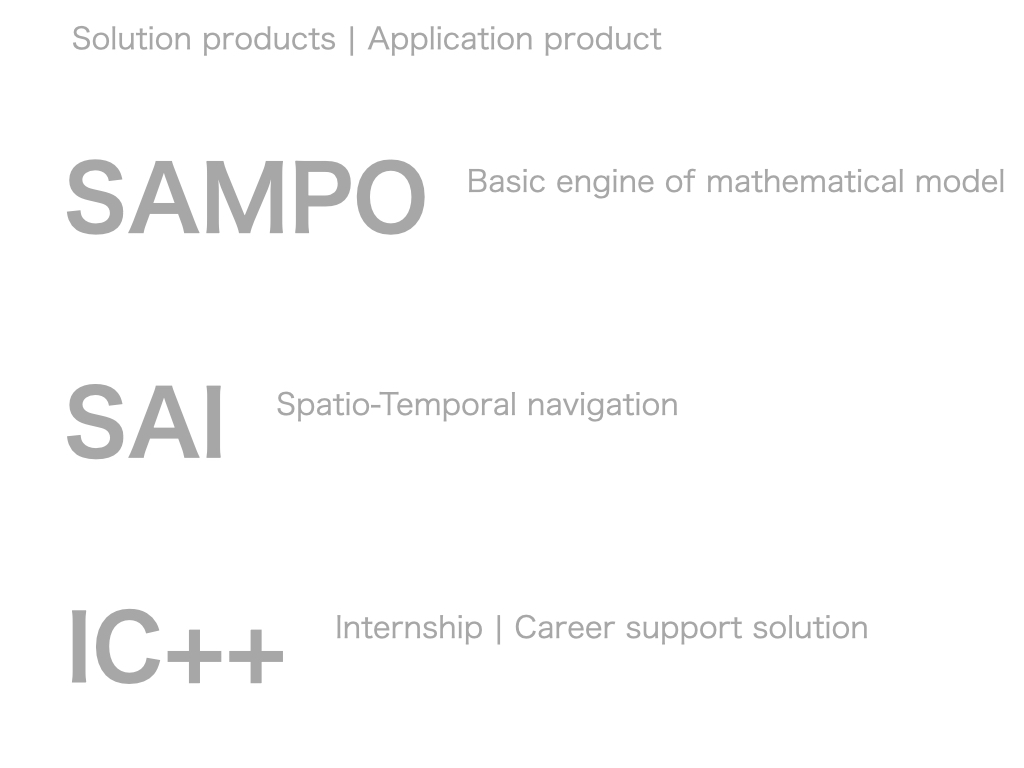 Solution products | Application product
SAMPO Basic engine of mathematical model
SAI Spatio-Temporal navigation
IC++ Internship | Career support solution